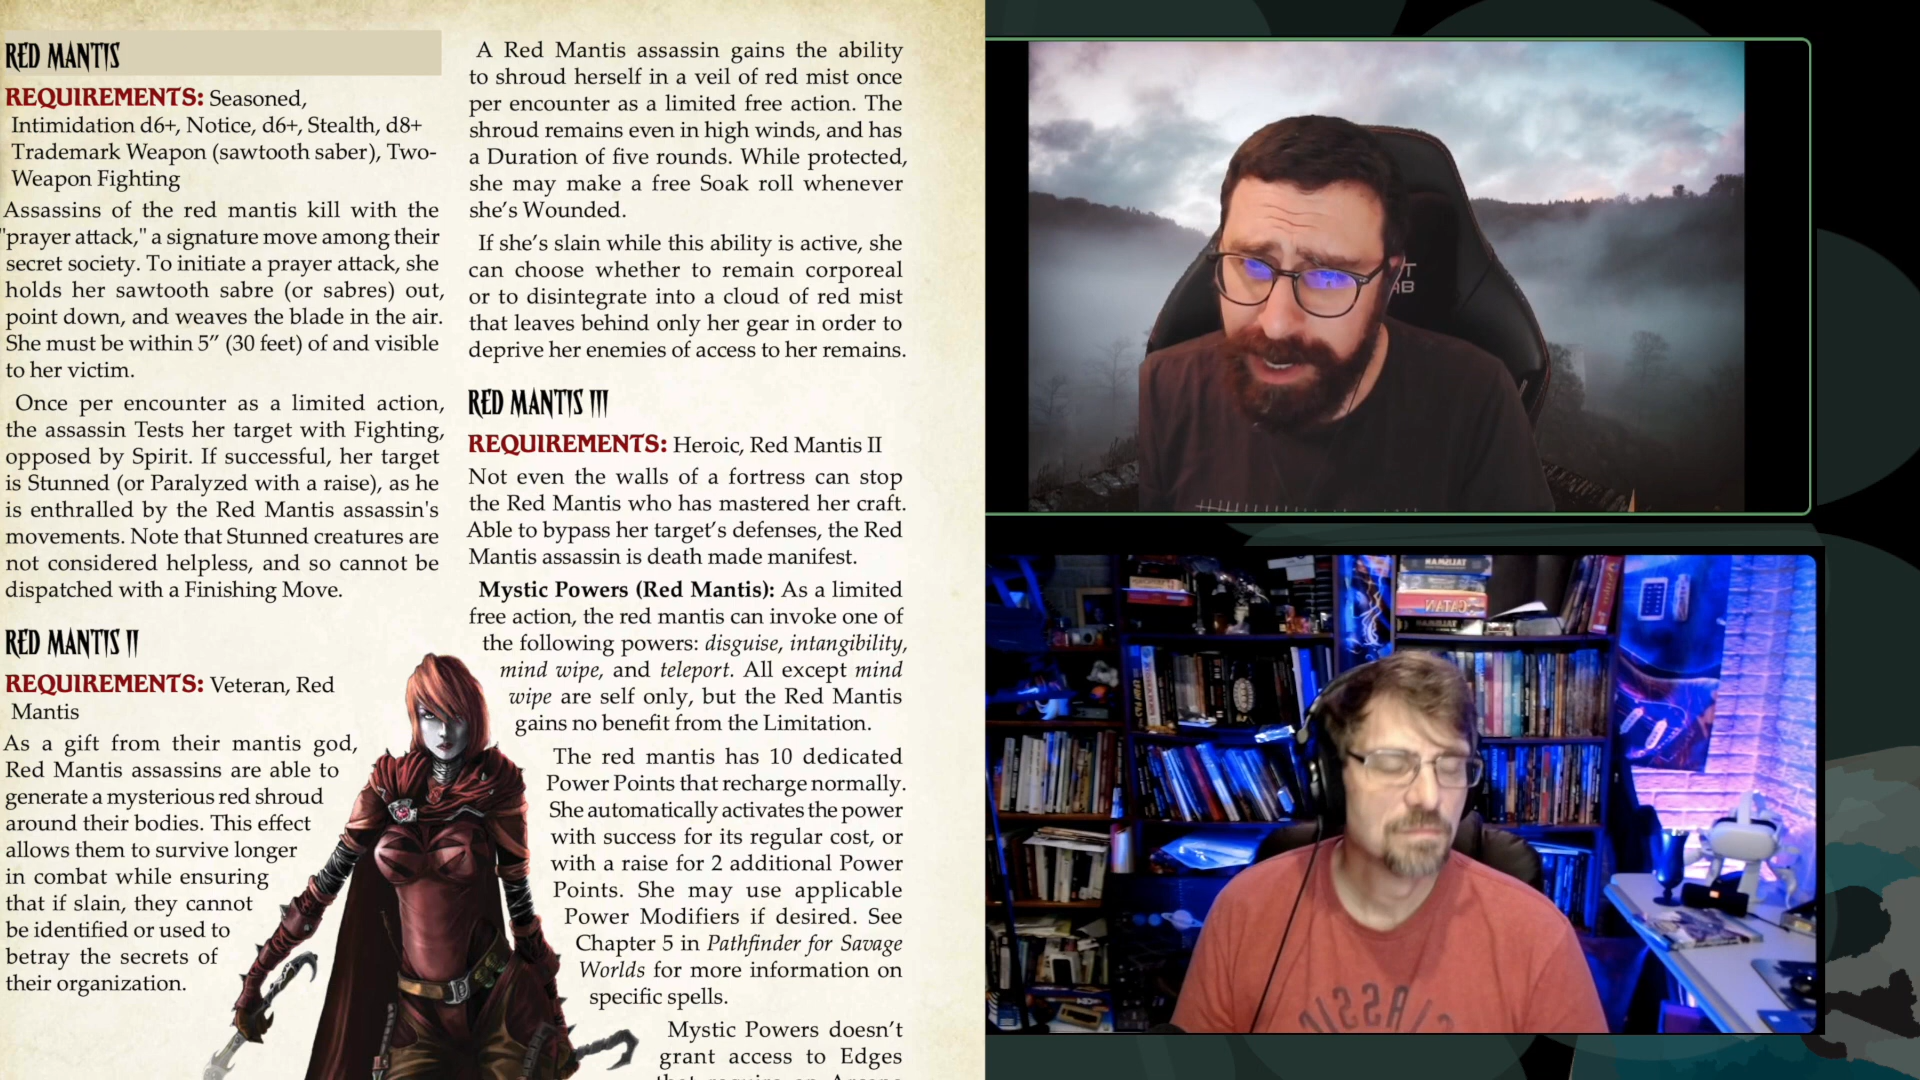 RED MANTIS
REQUIREMENTS: Seasoned,
Intimidation d6+, Notice, d6+, Stealth, d8+
Trademark Weapon (sawtooth saber), Two-
Weapon Fighting
Assassins of the red mantis kill with the
"prayer attack," a signature move among their
secret society. To initiate a prayer attack, she
holds her sawtooth sabre (or sabres) out,
point down, and weaves the blade in the air.
She must be within 5” (30 feet) of and visible
to her victim.
Once per encounter as a limited action,
the assassin Tests her target with Fighting,
opposed by Spirit. If successful, her target
is Stunned (or Paralyzed with a raise), as he
is enthralled by the Red Mantis assassin's
movements. Note that Stunned creatures are
not considered helpless, and so cannot be
dispatched with a Finishing Move.
RED MANTIS II
REQUIREMENTS: Veteran, Red
Mantis
As a gift from their mantis god,
Red Mantis assassins are able to
generate a mysterious red shroud
around their bodies. This effect
allows them to survive longer
in combat while ensuring
that if slain, they cannot
be identified or used to
betray the secrets of
their organization.
A Red Mantis assassin gains the ability
to shroud herself in a veil of red mist once
per encounter as a limited free action. The
shroud remains even in high winds, and has
a Duration of five rounds. While protected,
she may make a free Soak roll whenever
she’s Wounded.
If she’s slain while this ability is active, she
can choose whether to remain corporeal
or to disintegrate into a cloud of red mist
that leaves behind only her gear in order to
deprive her enemies of access to her remains.
RED MANTIS III
REQUIREMENTS: Heroic, Red Mantis II
Not even the walls of a fortress can stop
the Red Mantis who has mastered her craft.
Able to bypass her target’s defenses, the Red
Mantis assassin is death made manifest.
Mystic Powers (Red Mantis): As a limited
free action, the red mantis can invoke one of
the following powers: disguise, intangibility,
mind wipe, and teleport. All except mind
wipe are self only, but the Red Mantis
gains no benefit from the Limitation.
The red mantis has 10 dedicated
Power Points that recharge normally.
She automatically activates the power
with success for its regular cost, or
with a raise for 2 additional Power
Points. She may use applicable
Power Modifiers if desired. See
Chapter 5 in Pathfinder for Savage
Worlds for more information on
specific spells.
Mystic Powers doesn’t
grant access to Edges
that require an Arcane
TALISMAN
CATAN
CLASSIC